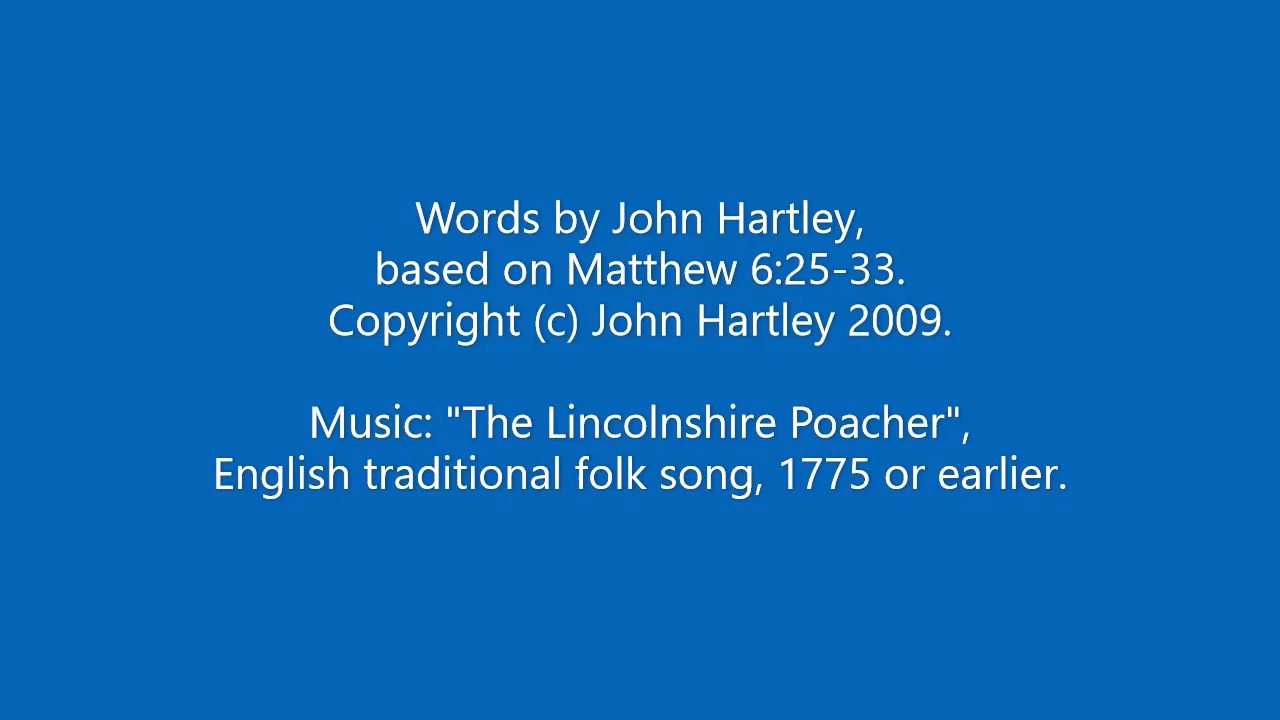 Words by John Hartley,
based on Matthew 6:25-33.
Copyright (c) John Hartley 2009.
Music: "The Lincolnshire Poacher",
English traditional folk song, 1775 or earlier.